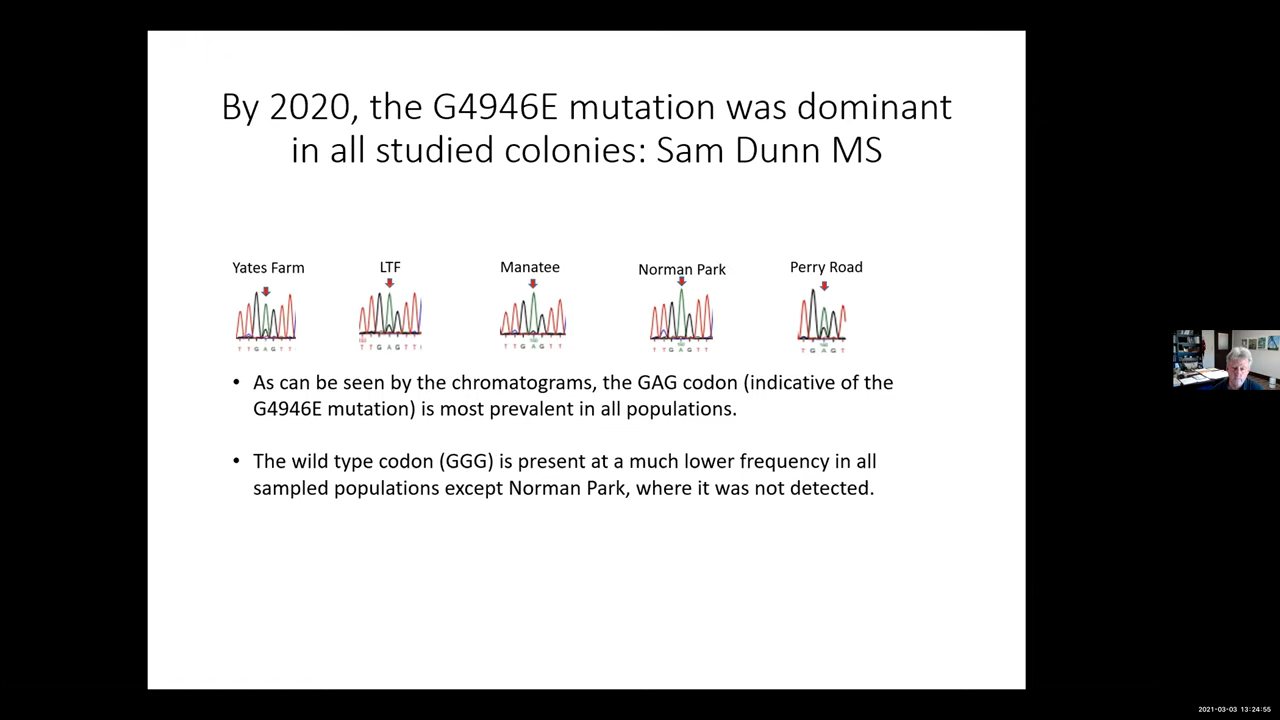 By 2020, the G4946E mutation was dominant
in all studied colonies: Sam Dunn MS
Yates Farm
LTF
Manatee
Norman Park
Perry Road
T T G A G T T
T T G A G T T
T T G A G T T
T T G A G T T
T G A G T
• As can be seen by the chromatograms, the GAG codon (indicative of the
G4946E mutation) is most prevalent in all populations.
• The wild type codon (GGG) is present at a much lower frequency in all
sampled populations except Norman Park, where it was not detected.
2021-03-03 13:24:55